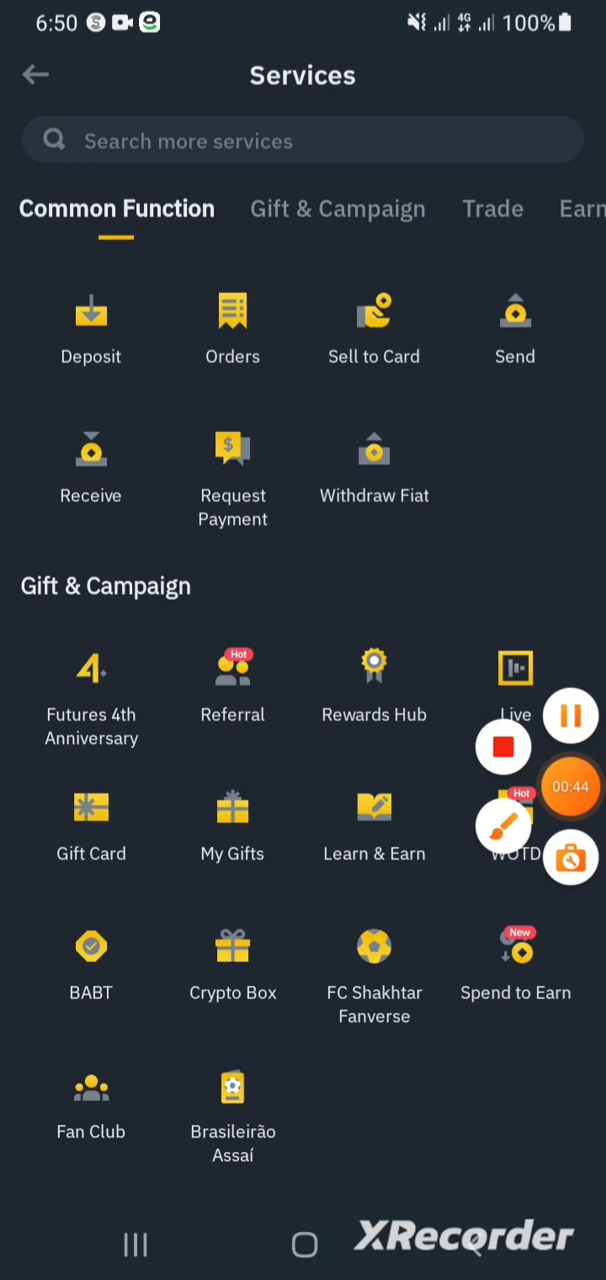 6:50 4G 100%
Services
Search more services
Common Function Gift & Campaign Trade Earn
Deposit Orders Sell to Card Send
$
Receive Request Withdraw Fiat
Payment
Gift & Campaign
Hot
Futures 4th Referral Rewards Hub Live
Anniversary
00:44
Hot
Gift Card My Gifts Learn & Earn WOTD
New
BABT Crypto Box FC Shakhtar Spend to Earn
Fanverse
Fan Club Brasileirão
Assaí
XRecorder